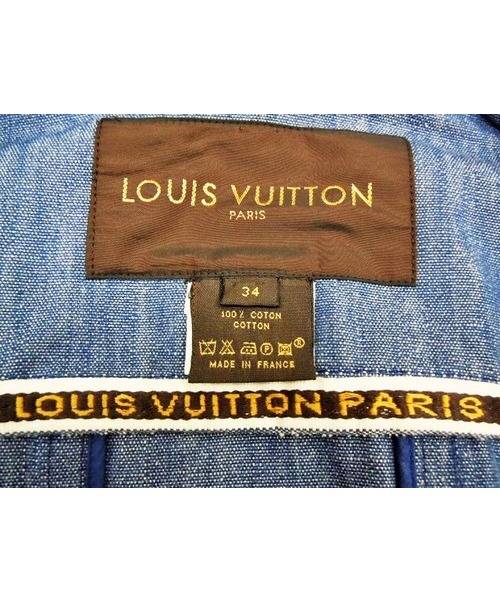 LOUIS VUITTON
PARIS
34
100% COTON
COTTON
P ®
MADE IN FRANCE
LOUIS VUITTON PARIS